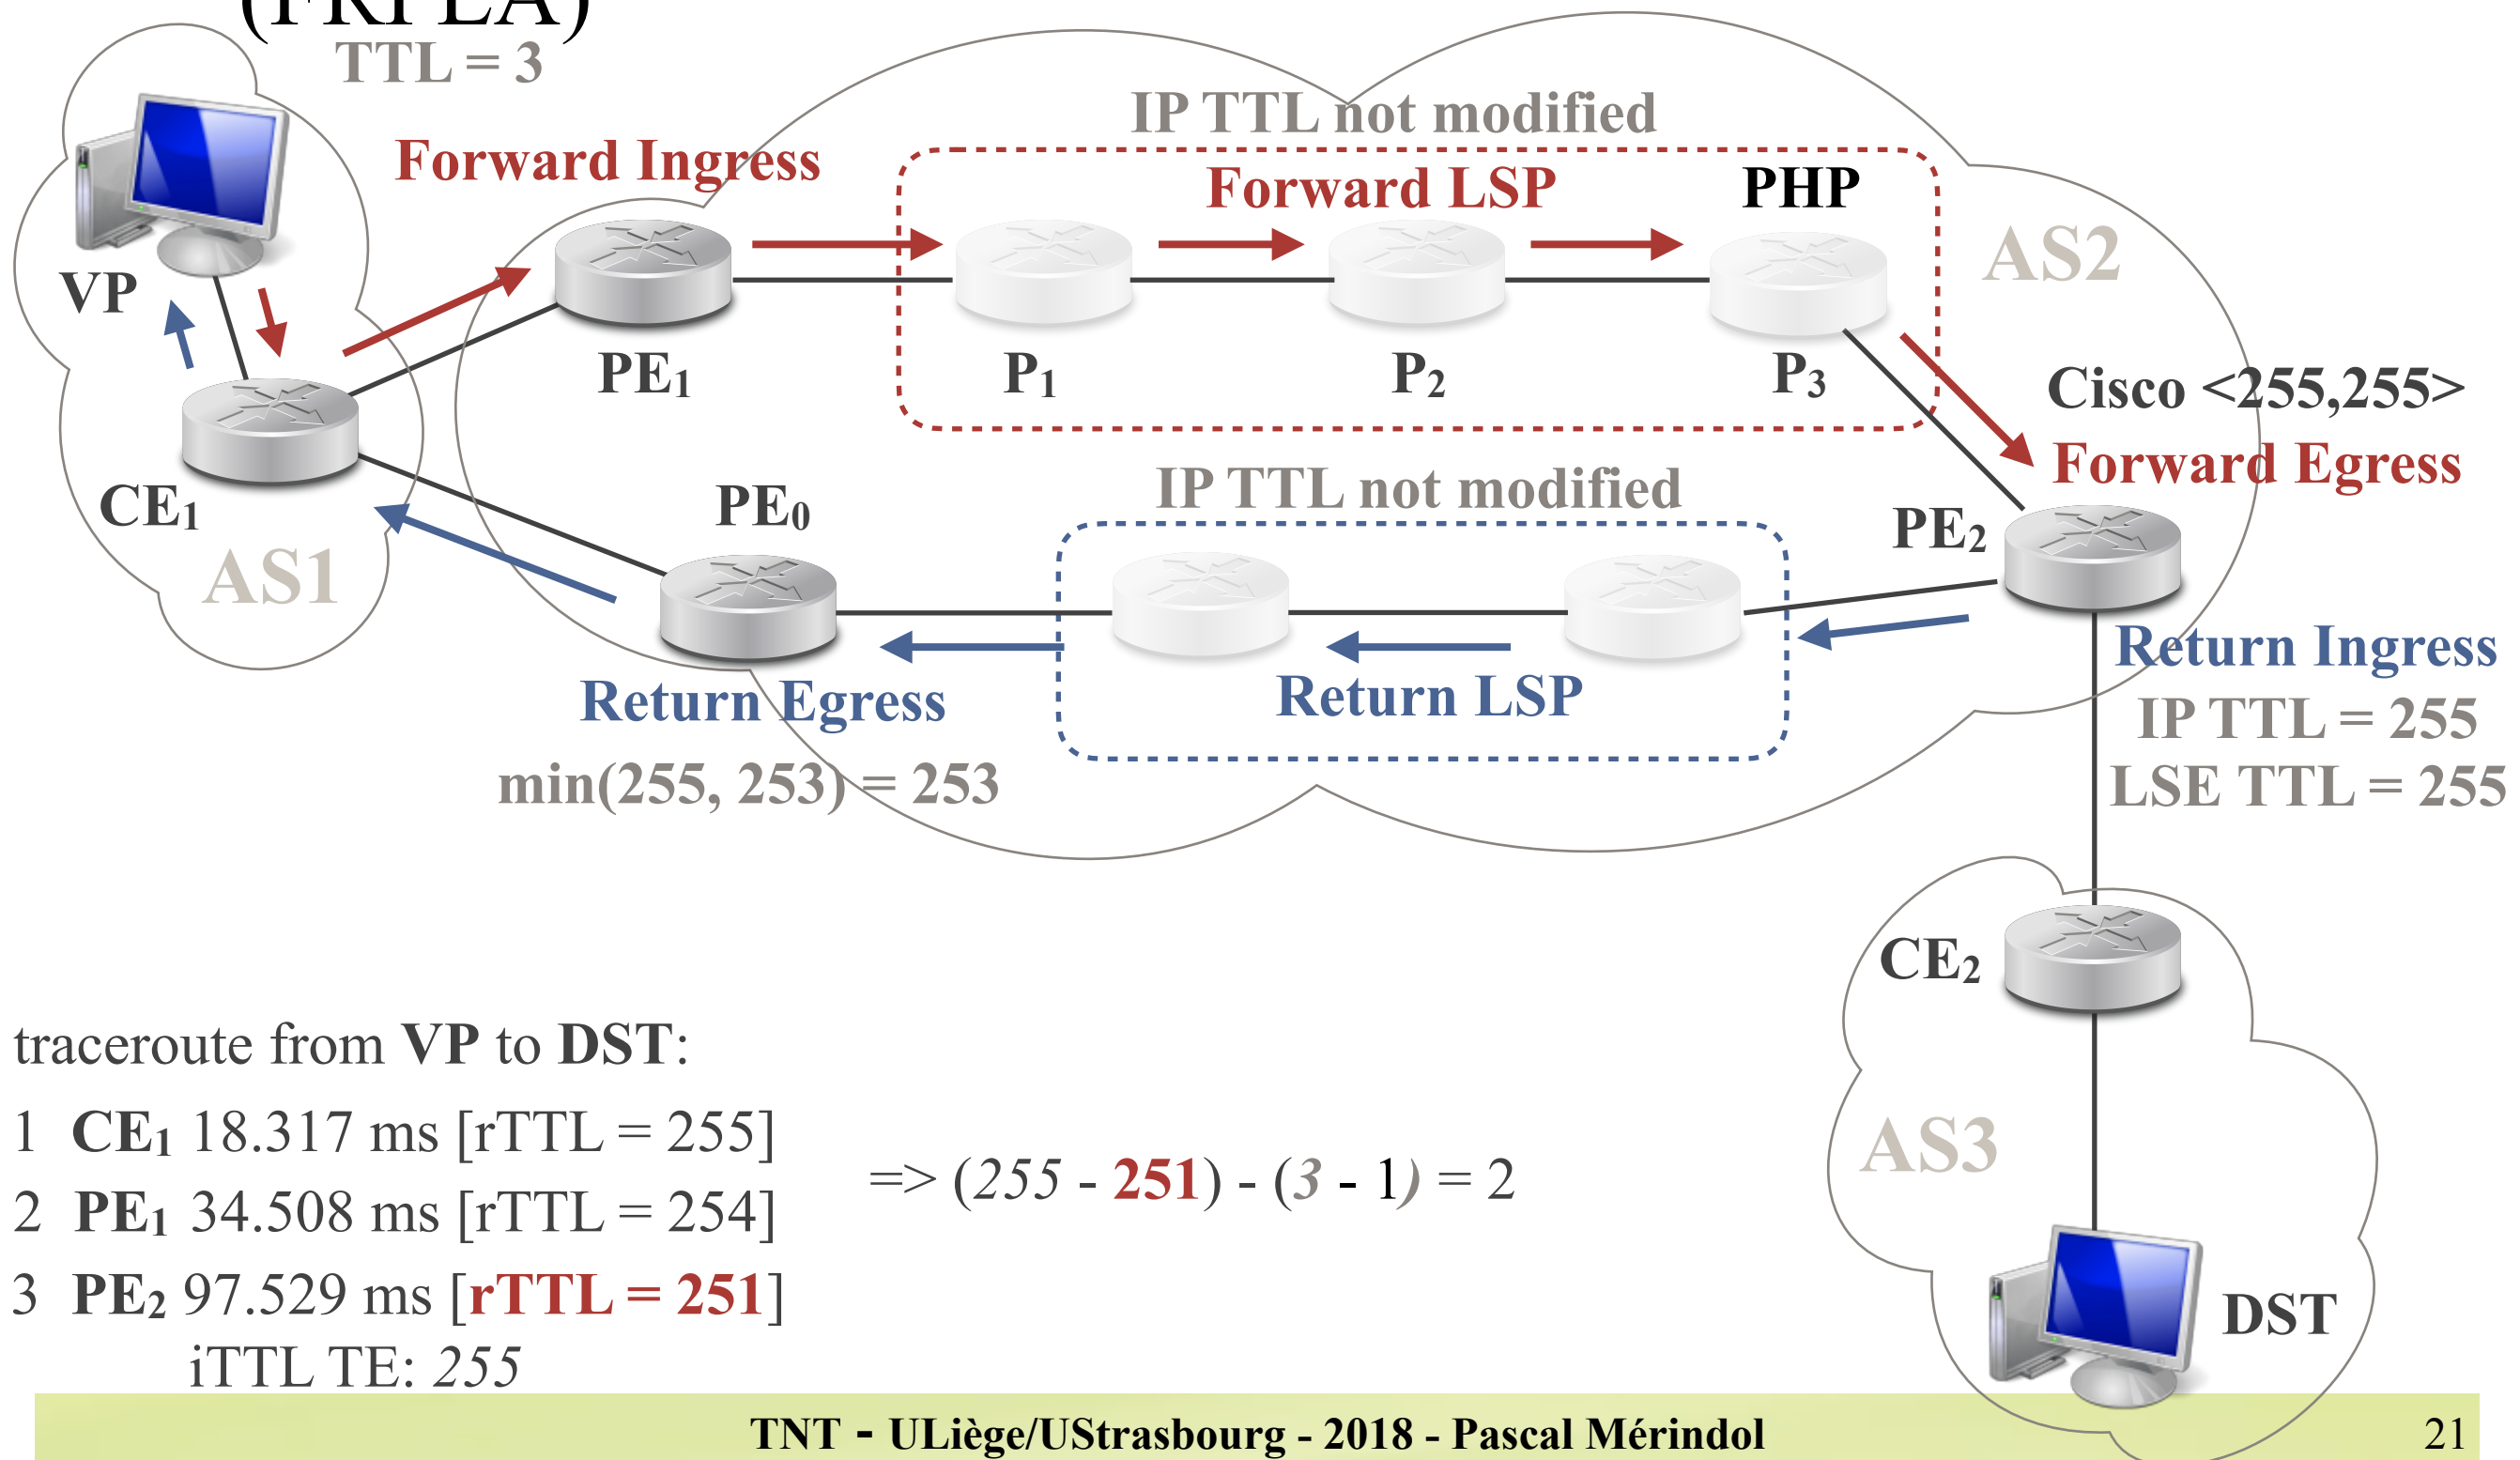 (FRPLA)
TTL = 3
IP TTL not modified
Forward Ingress
Forward LSP
PHP
AS2
VP
PE1
P1
P2
P3
Cisco <255,255>
Forward Egress
IP TTL not modified
CE1
PE0
PE2
AS1
Return Ingress
Return Egress
Return LSP
IP TTL = 255
min(255, 253) = 253
LSE TTL = 255
CE2
AS3
DST
traceroute from VP to DST:
1 CE1 18.317 ms [rTTL = 255]
2 PE1 34.508 ms [rTTL = 254]
3 PE2 97.529 ms [rTTL = 251]
iTTL TE: 255
=> (255 - 251) - (3 - 1) = 2
TNT - ULiège/UStrasbourg - 2018 - Pascal Mérindol
21